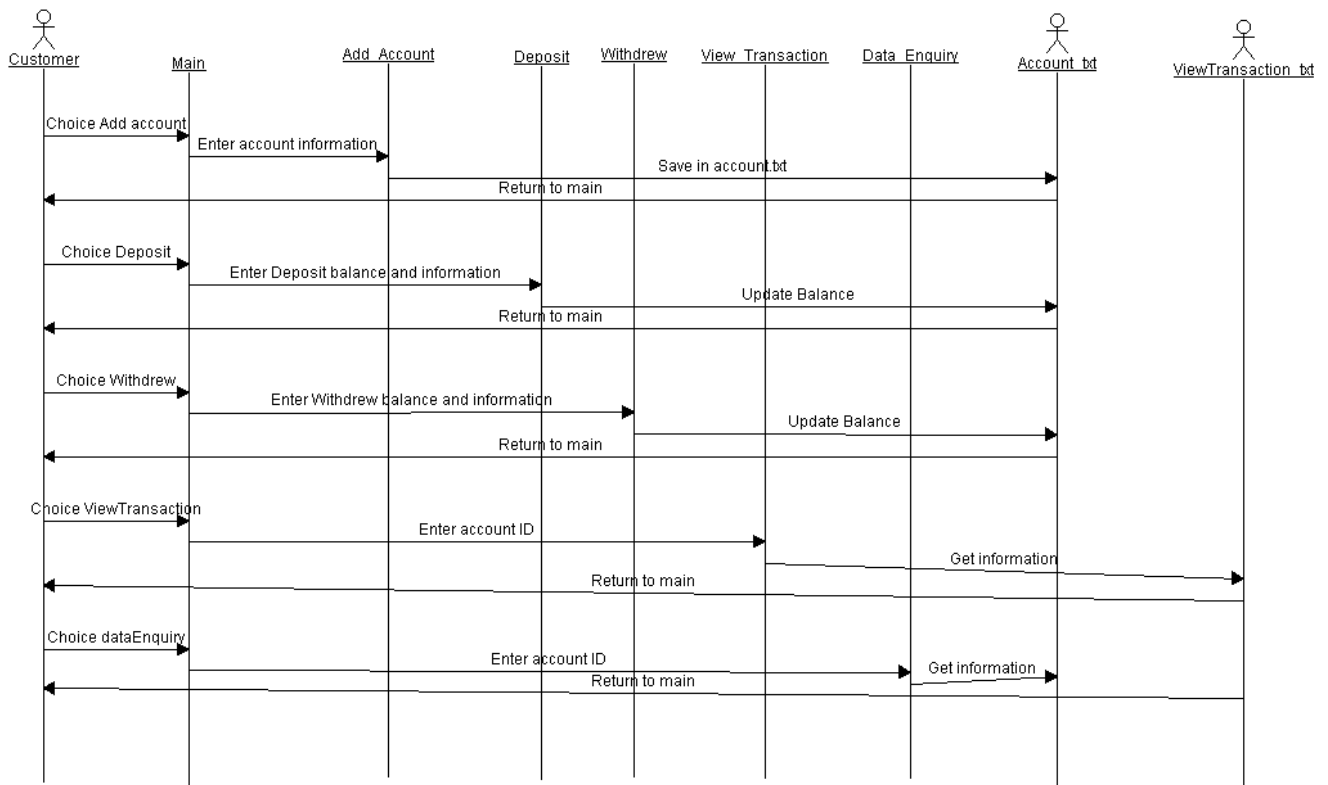 Customer
Main
Add_Account
Deposit
Withdrew
View_Transaction
Data_Enquiry
Account_txt
ViewTransaction_txt
Choice Add account
Enter account information
Save in account.txt
Return to main
Choice Deposit
Enter Deposit balance and information
Update Balance
Return to main
Choice Withdrew
Enter Withdrew balance and information
Update Balance
Return to main
Choice ViewTransaction
Enter account ID
Get information
Return to main
Choice dataEnquiry
Enter account ID
Get information
Return to main